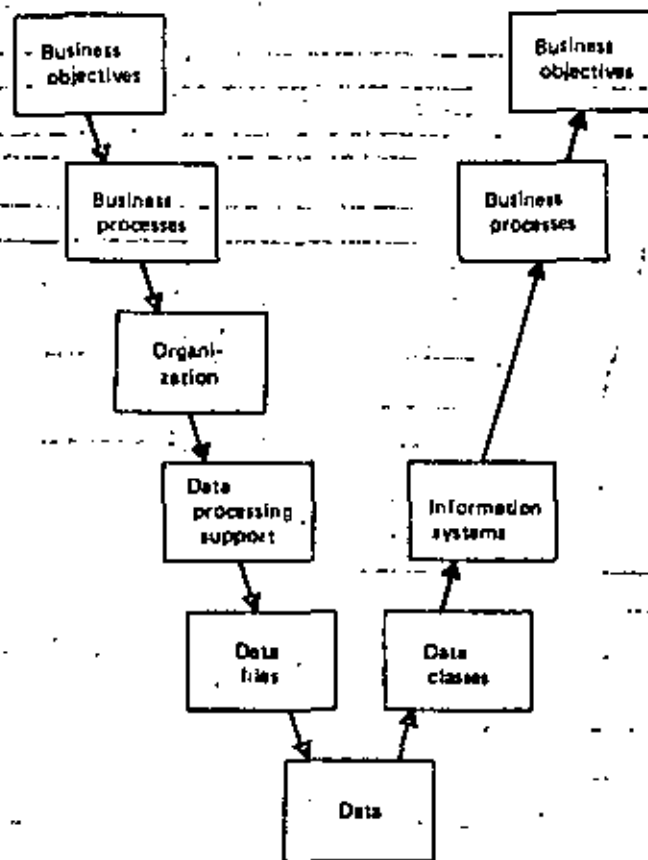 Business
objectives
Business
processes
Organi-
zation
Data
processing
support
Data
files
Data
Data
classes
Information
systems
Business
processes
Business
objectives